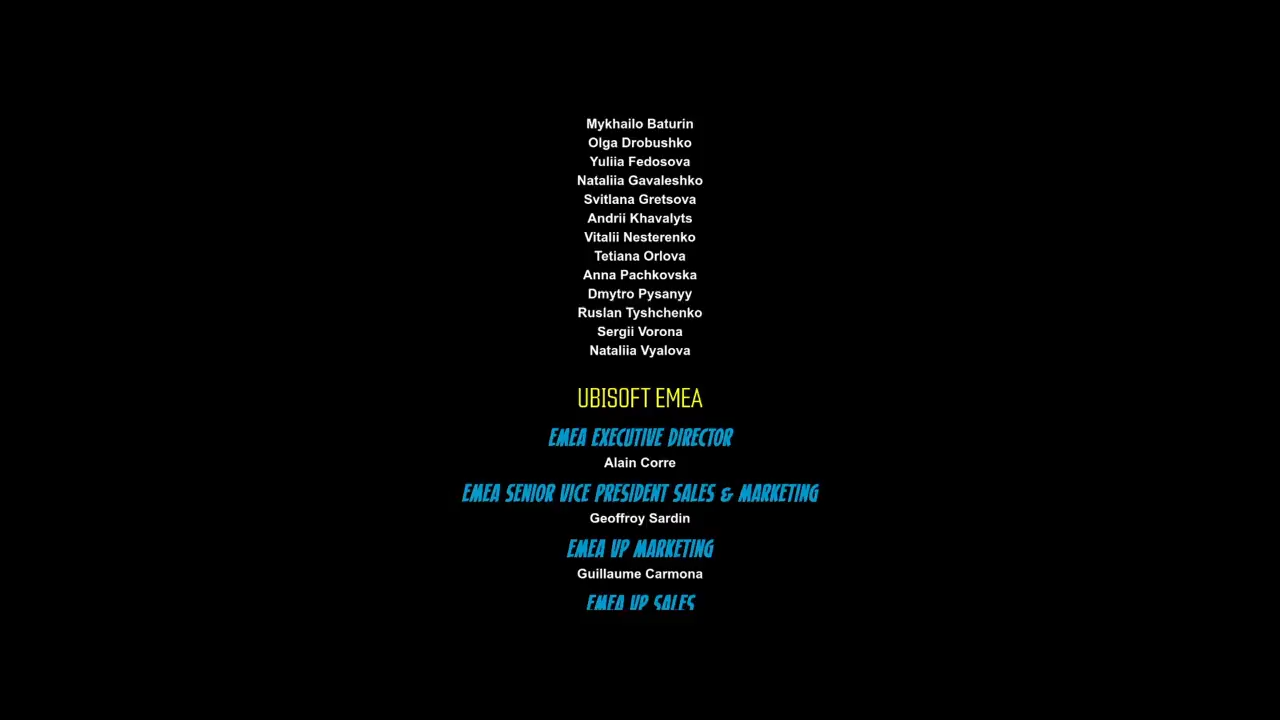 Mykhailo Baturin
Olga Drobushko
Yuliia Fedosova
Nataliia Gavaleshko
Svitlana Gretsova
Andrii Khavalyts
Vitalii Nesterenko
Tetiana Orlova
Anna Pachkovska
Dmytro Pysanyy
Ruslan Tyshchenko
Sergii Vorona
Nataliia Vyalova
UBISOFT EMEA
EMEA EXECUTIVE DIRECTOR
Alain Corre
EMEA SENIOR VICE PRESIDENT SALES & MARKETING
Geoffroy Sardin
EMEA VP MARKETING
Guillaume Carmona
EMEA VP SALES